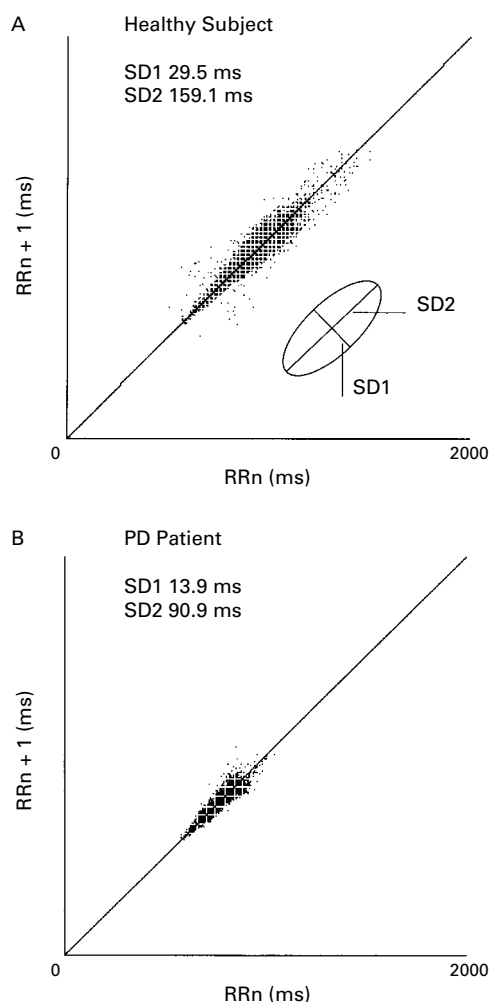 A Healthy Subject
SD1 29.5 ms
SD2 159.1 ms
RRn + 1 (ms)
SD2
SD1
0
2000
RRn (ms)
B PD Patient
SD1 13.9 ms
SD2 90.9 ms
RRn + 1 (ms)
0
2000
RRn (ms)